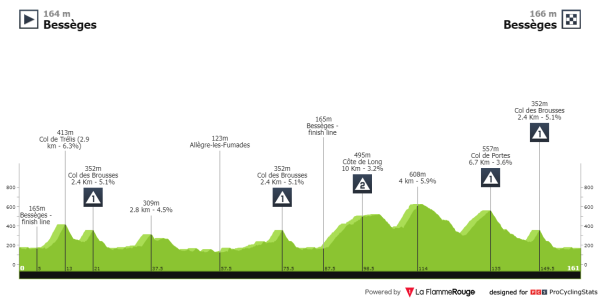 164 m
Bessèges
166 m
Bessèges
413m
Col de Trélis (2.9
km - 6.3%)
352m
Col des Brousses
2.4 Km - 5.1%
1
165m
Bessèges -
finish line
309m
2.8 km - 4.5%
123m
Allègre-les-Fumades
352m
Col des Brousses
2.4 Km - 5.1%
1
165m
Bessèges -
finish line
495m
Côte de Long
10 Km - 3.2%
2
608m
4 km - 5.9%
557m
Col de Portes
6.7 Km - 3.6%
1
352m
Col des Brousses
2.4 Km - 5.1%
1
800
600
400
200
0
800
600
400
200
0
0 5 13 21 37.5 57.5 75.5 87 98.5 114 135 149.5 161
Powered by La FlammeRouge designed for PCS ProCyclingStats